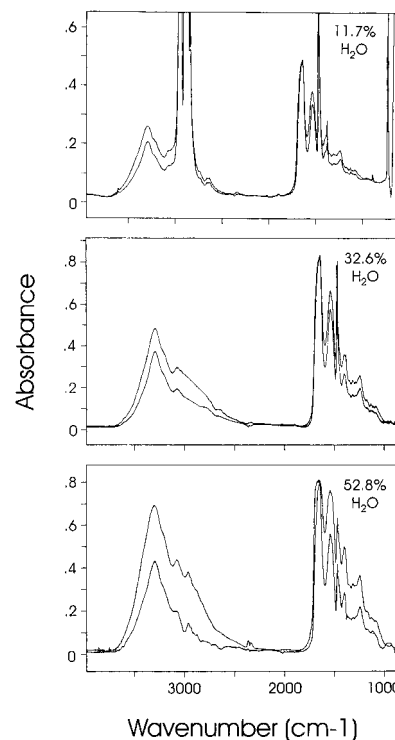 .6
.4
.2
0
11.7%
H₂O
.8
.6
.4
.2
0
32.6%
H₂O
.8
.6
.4
.2
0
52.8%
H₂O
Absorbance
3000 2000 1000
Wavenumber (cm-1)